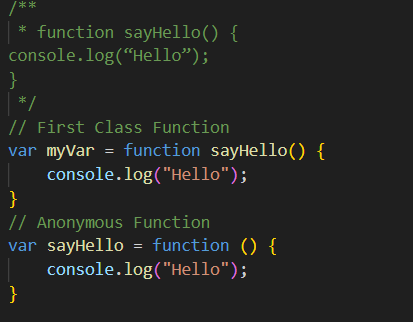 /**
 * function sayHello() {
console.log(“Hello”);
}
 */
// First Class Function
var myVar = function sayHello() {
    console.log("Hello");
}
// Anonymous Function
var sayHello = function () {
    console.log("Hello");
}